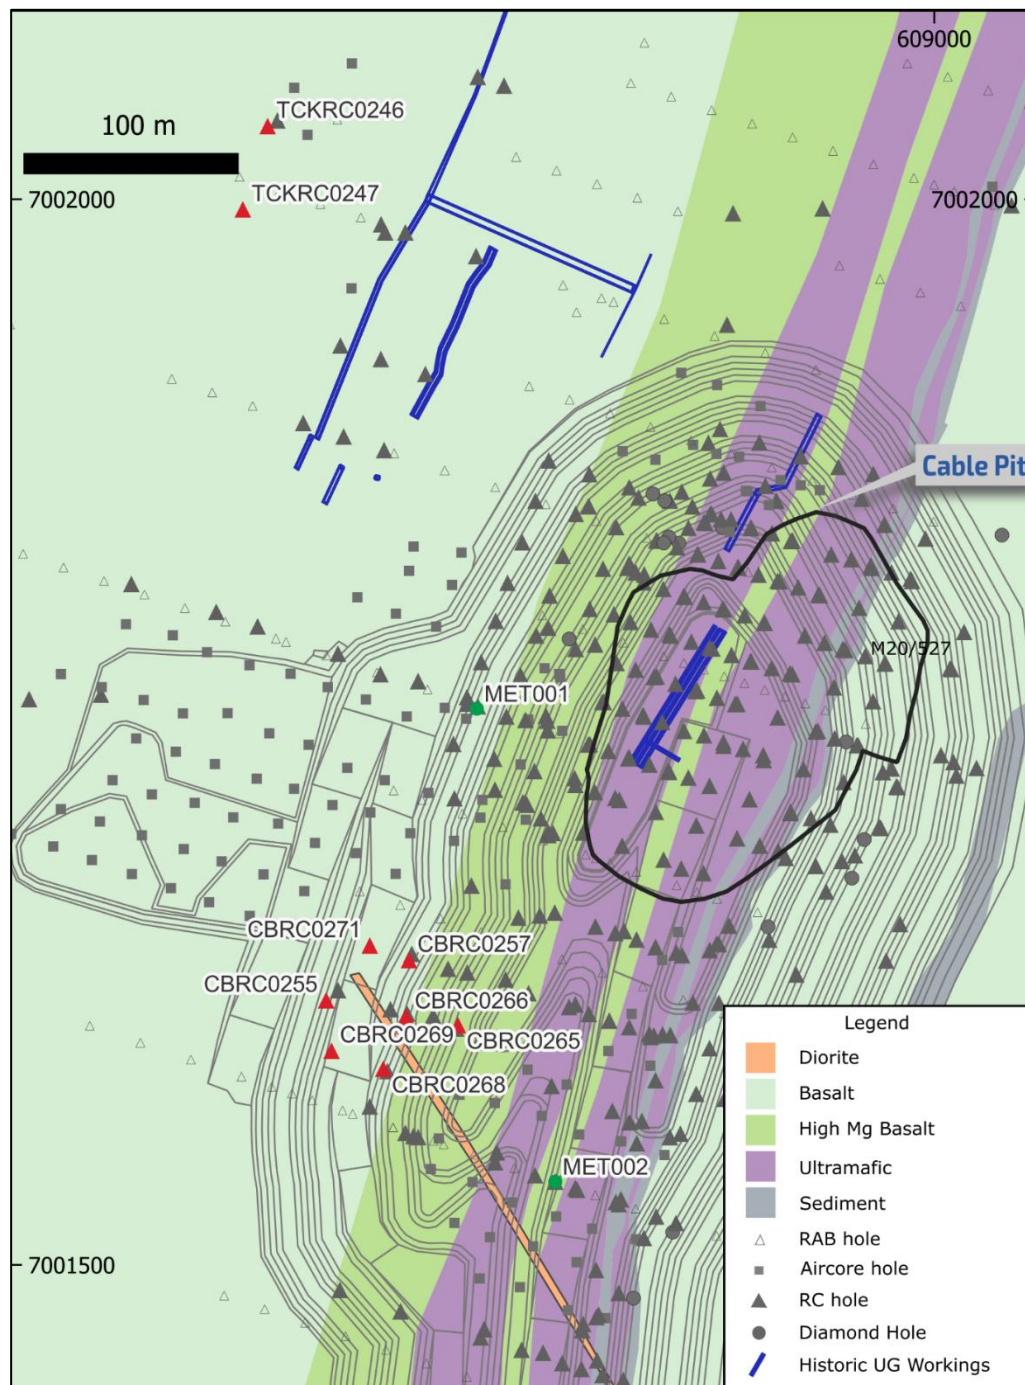 609000
TCKRC0246
100 m
TCKRC0247
7002000
7002000
Cable Pit
M20/527
MET001
CBRC0271
CBRC0257
CBRC0255
CBRC0266
CBRC0269
CBRC0265
CBRC0268
MET002
7001500
Legend
Diorite
Basalt
High Mg Basalt
Ultramafic
Sediment
RAB hole
Aircore hole
RC hole
Diamond Hole
Historic UG Workings